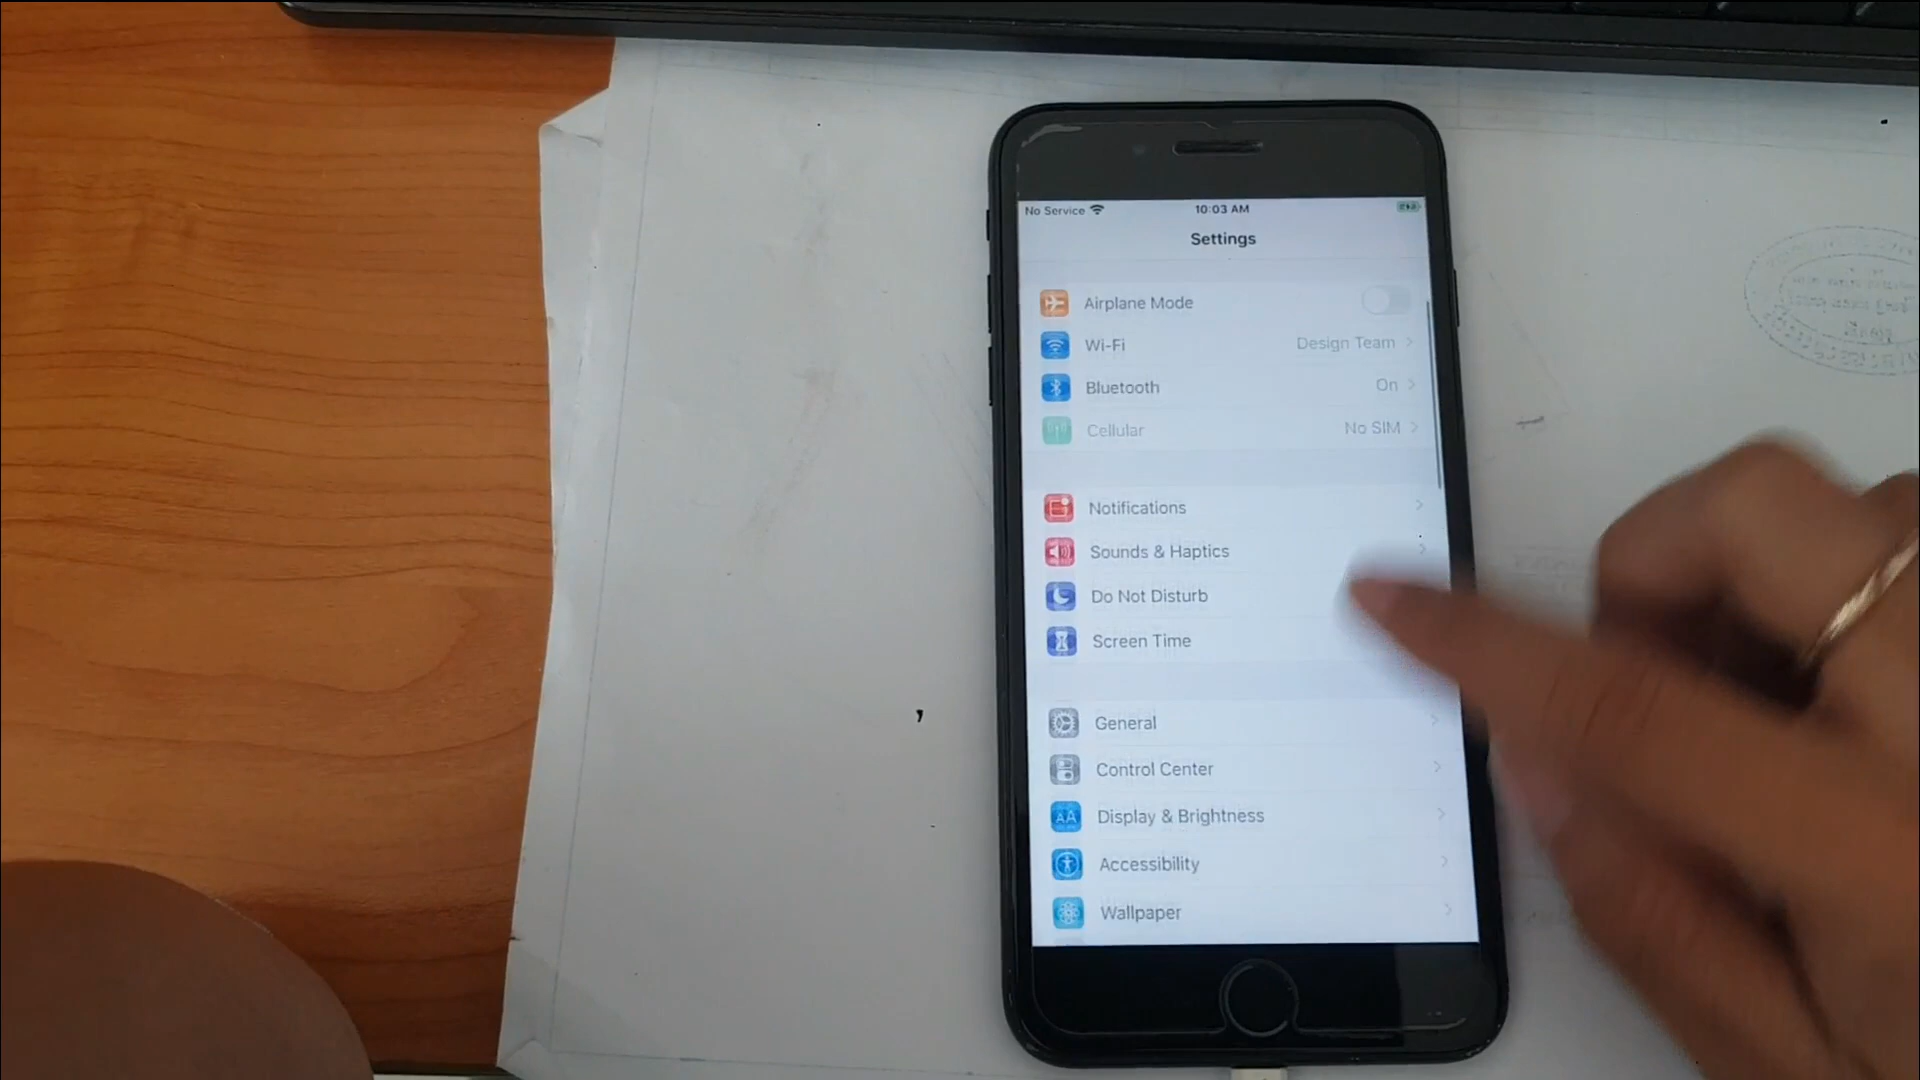 No Service 10:03 AM
Settings
Airplane Mode
Wi-Fi Design Team
Bluetooth On
Cellular No SIM
Notifications
Sounds & Haptics
Do Not Disturb
Screen Time
General
Control Center
AA Display & Brightness
Accessibility
Wallpaper